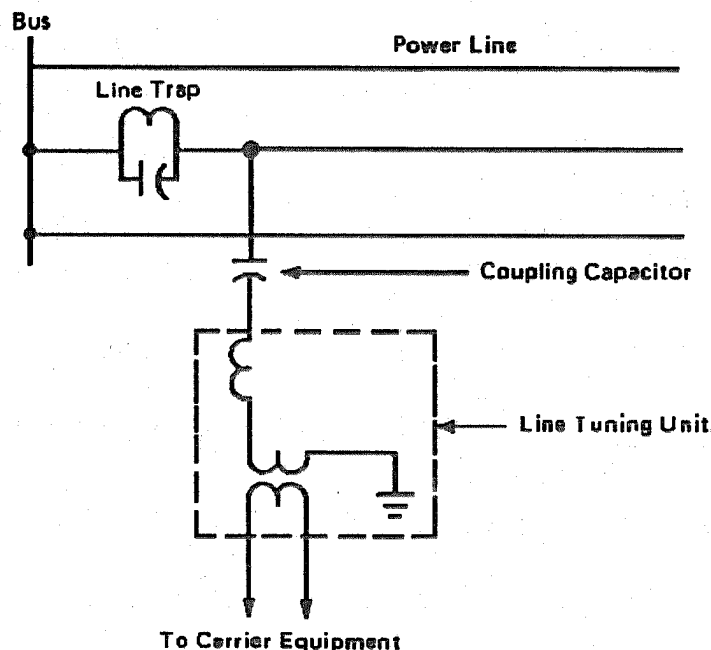 Bus
Power Line
Line Trap
Coupling Capacitor
Line Tuning Unit
To Carrier Equipment